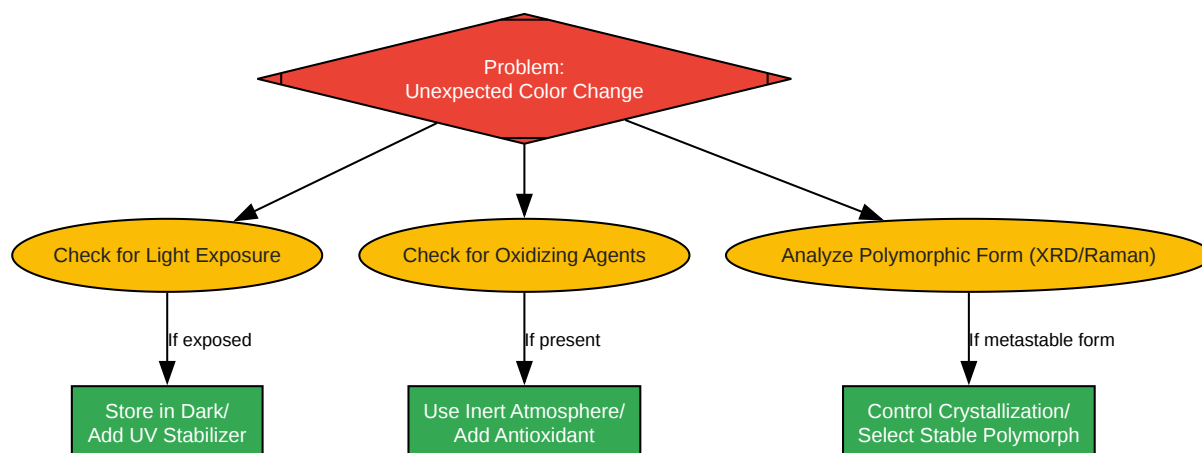 Problem:
Unexpected Color Change
Check for Light Exposure
Check for Oxidizing Agents
Analyze Polymorphic Form (XRD/Raman)
If exposed
If present
If metastable form
Store in Dark/
Add UV Stabilizer
Use Inert Atmosphere/
Add Antioxidant
Control Crystallization/
Select Stable Polymorph